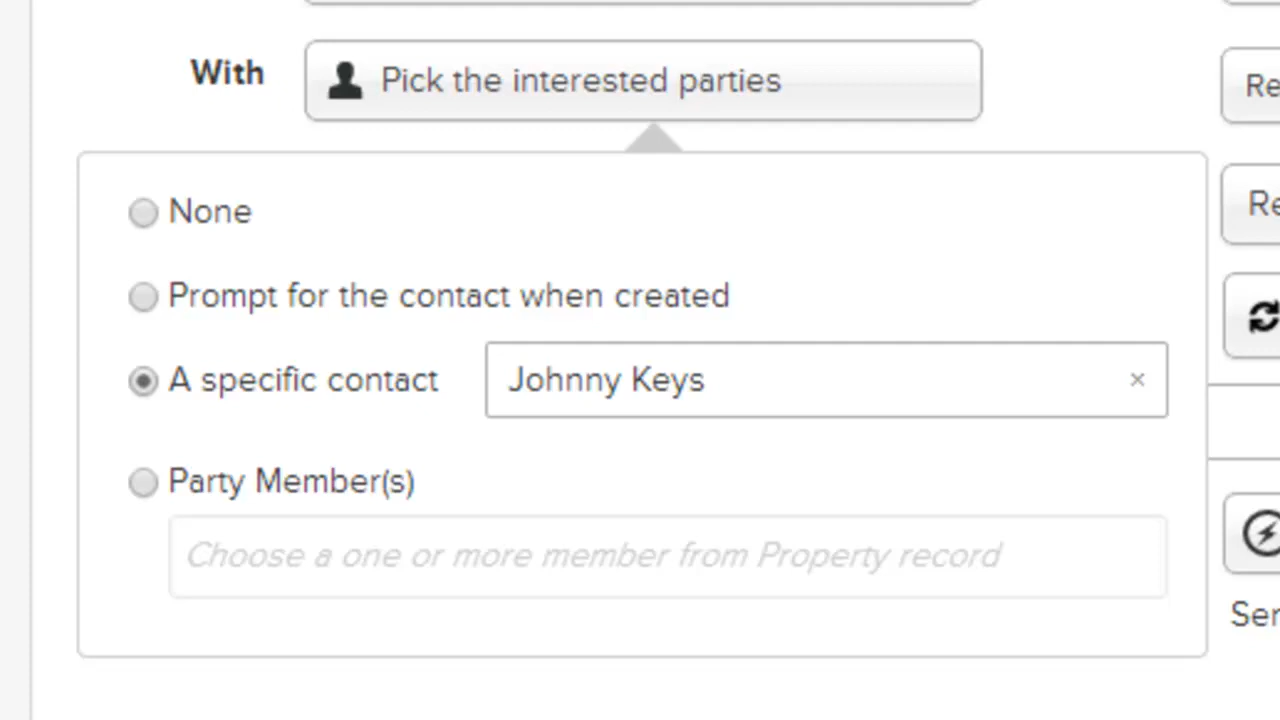 With
Pick the interested parties
None
Prompt for the contact when created
A specific contact
Johnny Keys
Party Member(s)
Choose a one or more member from Property record